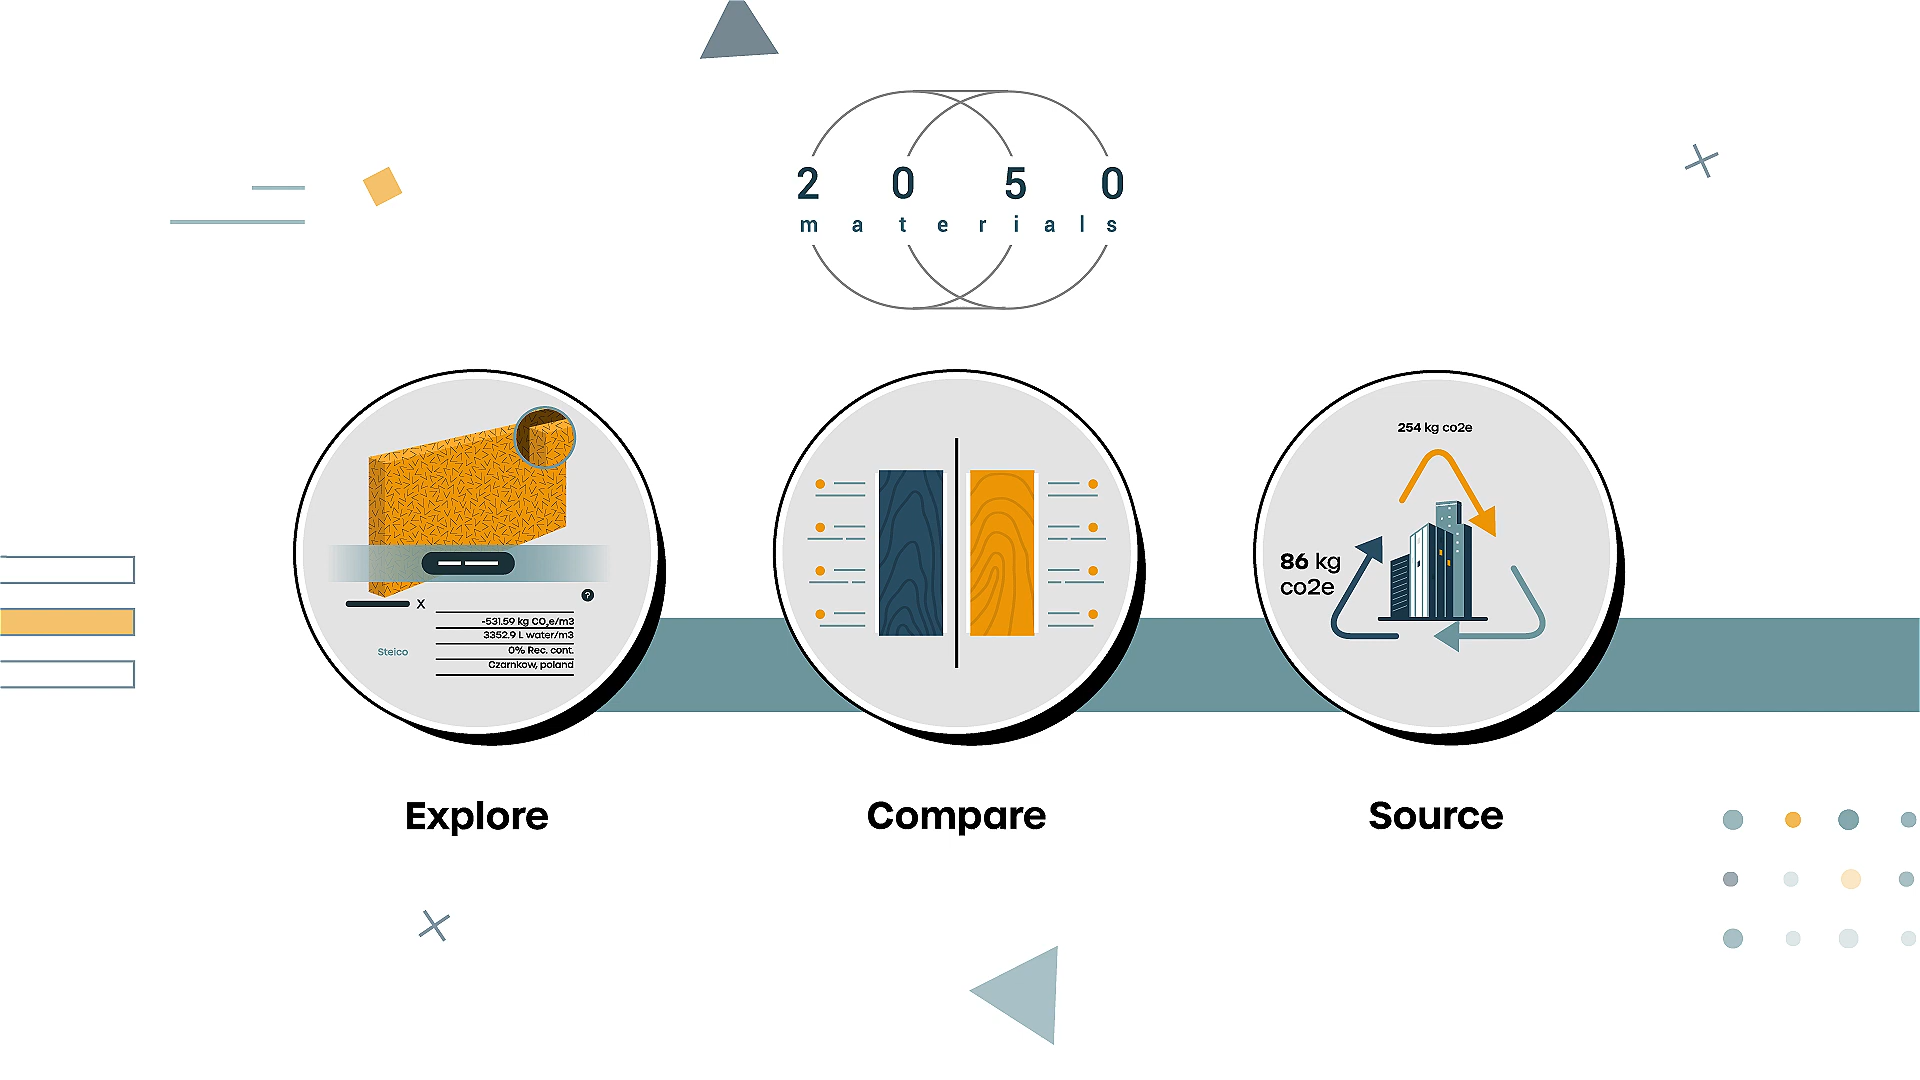 2 0 5 0
m a t e r i a l s
X
?
-531.59 kg CO₂e/m3
3352.9 L water/m3
0% Rec. cont.
Steico
Czarnkow, poland
254 kg co2e
86 kg
co2e
Explore
Compare
Source